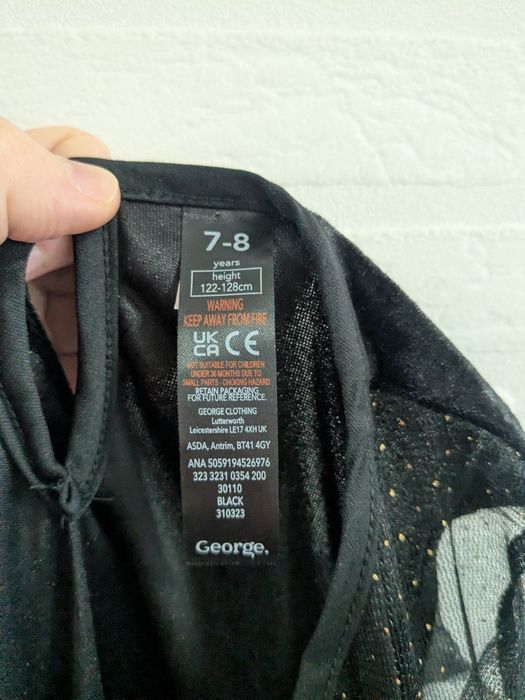 7-8
years
height
122-128cm
WARNING
KEEP AWAY FROM FIRE
UK
CA CE
NOT SUITABLE FOR CHILDREN
UNDER 36 MONTHS DUE TO
SMALL PARTS - CHOKING HAZARD
RETAIN PACKAGING
FOR FUTURE REFERENCE.
GEORGE CLOTHING
Lutterworth
Leicestershire LE17 4XH UK
ASDA, Antrim, BT41 4GY
ANA 5059194526976
323 3231 0354 200
30110
BLACK
310323
George.